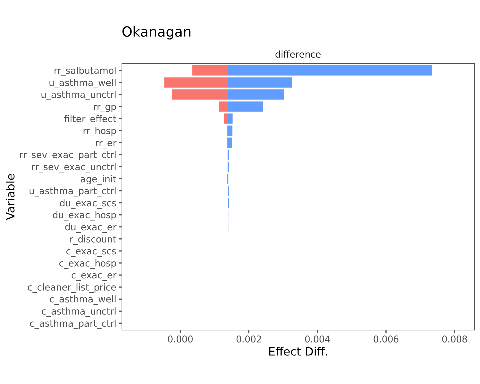 Okanagan
difference
rr_salbutamol
u_asthma_well
u_asthma_unctrl
rr_gp
filter_effect
rr_hosp
rr_er
rr_sev_exac_part_ctrl
rr_sev_exac_unctrl
age_init
u_asthma_part_ctrl
du_exac_scs
du_exac_hosp
du_exac_er
r_discount
c_exac_scs
c_exac_hosp
c_exac_er
c_cleaner_list_price
c_asthma_well
c_asthma_unctrl
c_asthma_part_ctrl
Variable
0.000 0.002 0.004 0.006 0.008
Effect Diff.